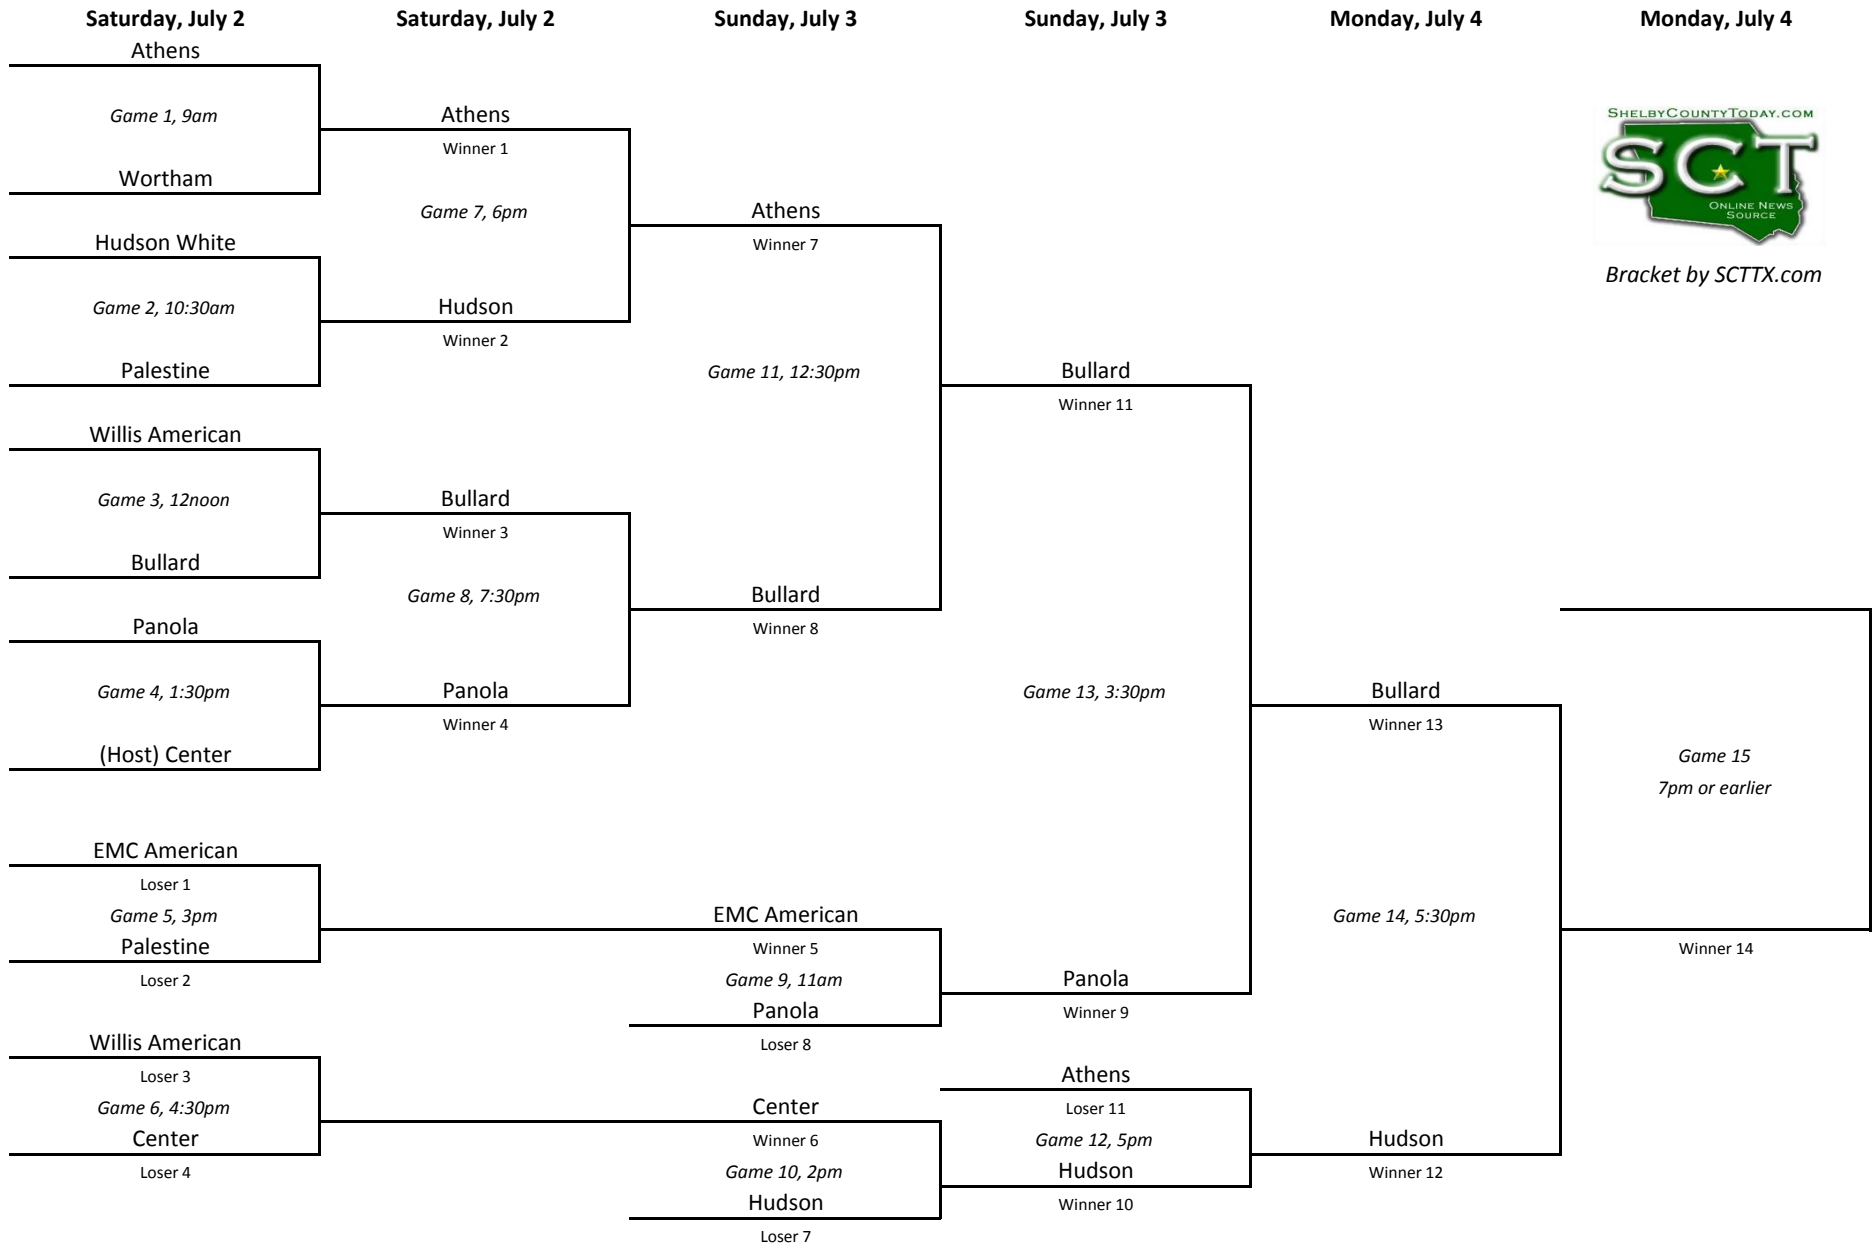 Saturday, July 2
Saturday, July 2
Sunday, July 3
Sunday, July 3
Monday, July 4
Monday, July 4
Athens
Game 1, 9am
Wortham
Hudson White
Game 2, 10:30am
Palestine
Willis American
Game 3, 12noon
Bullard
Panola
Game 4, 1:30pm
(Host) Center
EMC American
Loser 1
Game 5, 3pm
Palestine
Loser 2
Willis American
Loser 3
Game 6, 4:30pm
Center
Loser 4
Athens
Winner 1
Game 7, 6pm
Hudson
Winner 2
Bullard
Winner 3
Game 8, 7:30pm
Panola
Winner 4
Athens
Winner 7
Game 11, 12:30pm
Bullard
Winner 8
EMC American
Winner 5
Game 9, 11am
Panola
Loser 8
Center
Winner 6
Game 10, 2pm
Hudson
Loser 7
Bullard
Winner 11
Game 13, 3:30pm
Panola
Winner 9
Athens
Loser 11
Game 12, 5pm
Hudson
Winner 10
Bullard
Winner 13
Game 14, 5:30pm
Hudson
Winner 12
SHELBYCOUNTYTODAY.COM
SCT
ONLINE NEWS
SOURCE
Bracket by SCTTX.com
Game 15
7pm or earlier
Winner 14